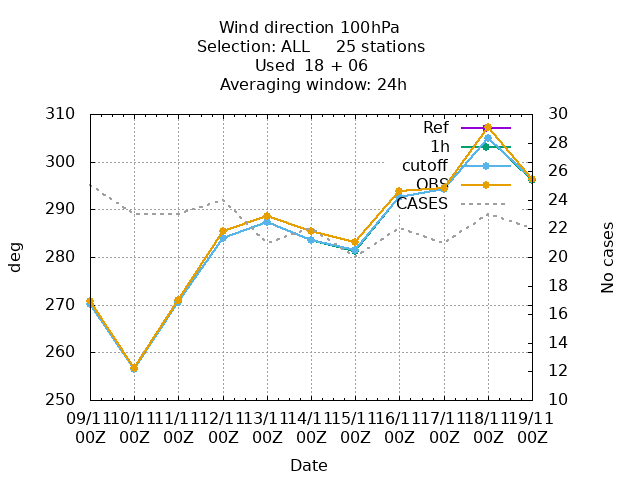 Wind direction 100hPa
Selection: ALL 25 stations
Used 18 + 06
Averaging window: 24h
310 30
Ref 28
1h
300 26
cutoff
OBS
290 24
CASES
22
280 20
18
270 16
14
260 12
250 10
deg
No cases
09/11 10/11 11/11 12/11 13/11 14/11 15/11 16/11 17/11 18/11 19/11
00Z 00Z 00Z 00Z 00Z 00Z 00Z 00Z 00Z 00Z 00Z
Date